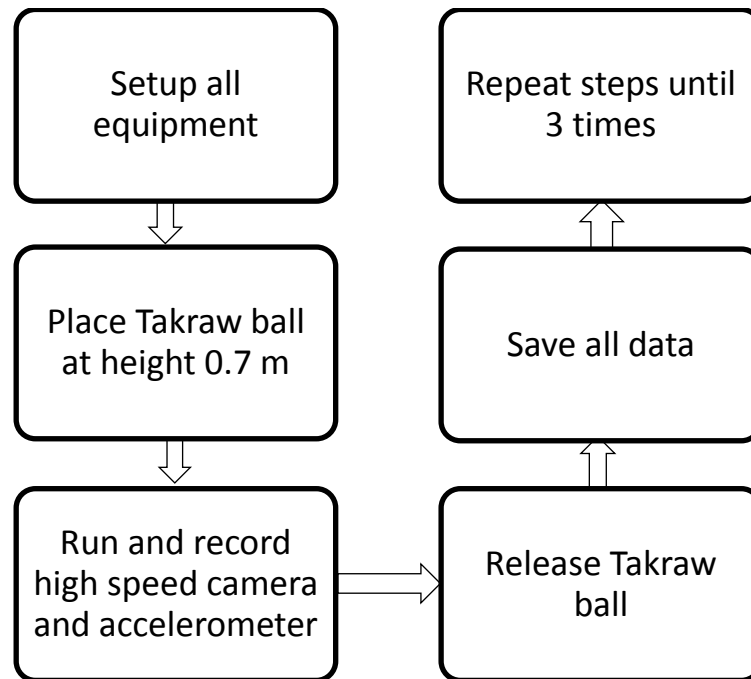 Setup all
equipment
Place Takraw ball
at height 0.7 m
Run and record
high speed camera
and accelerometer
Release Takraw
ball
Save all data
Repeat steps until
3 times